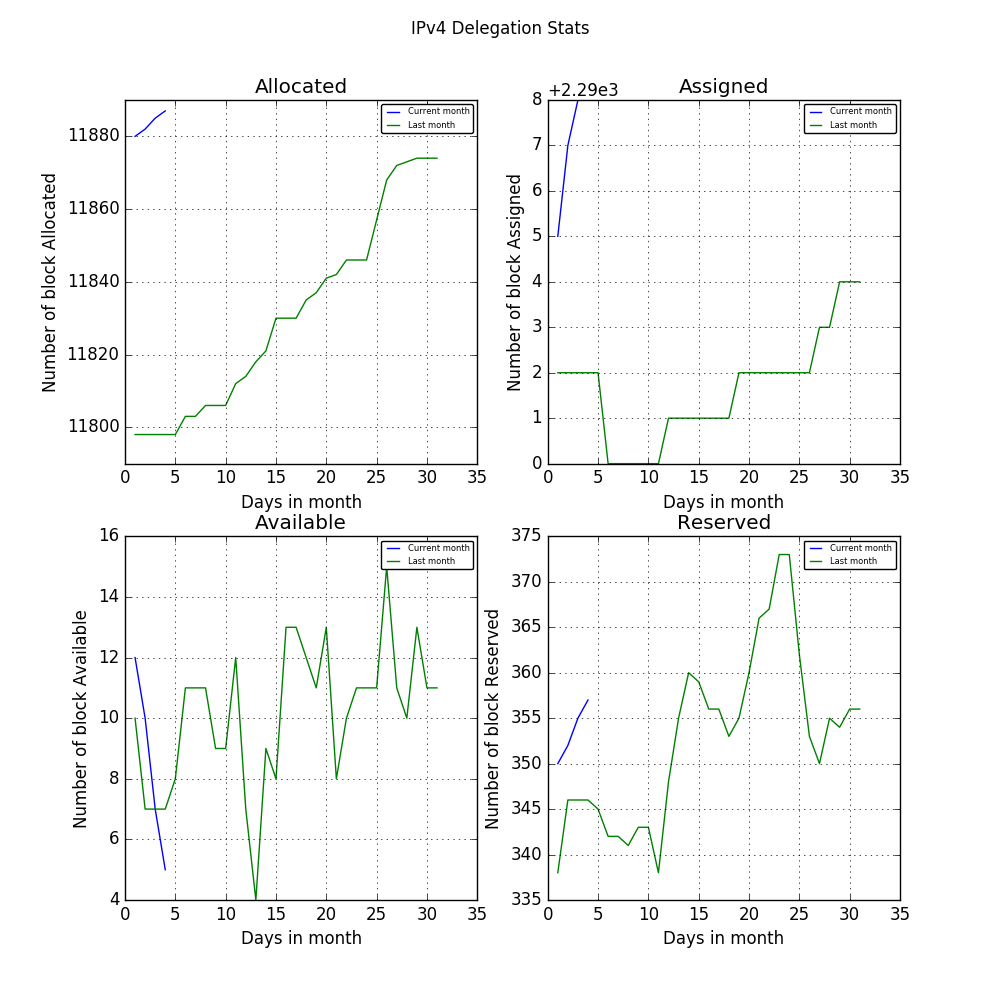 IPv4 Delegation Stats
Allocated
Current month
Last month
11880
11860
11840
11820
11800
Number of block Allocated
0 5 10 15 20 25 30 35
Days in month
+2.29e3
Assigned
Current month
Last month
8
7
6
5
4
3
2
1
0
Number of block Assigned
0 5 10 15 20 25 30 35
Days in month
Available
Current month
Last month
16
14
12
10
8
6
4
Number of block Available
0 5 10 15 20 25 30 35
Days in month
Reserved
Current month
Last month
375
370
365
360
355
350
345
340
335
Number of block Reserved
0 5 10 15 20 25 30 35
Days in month